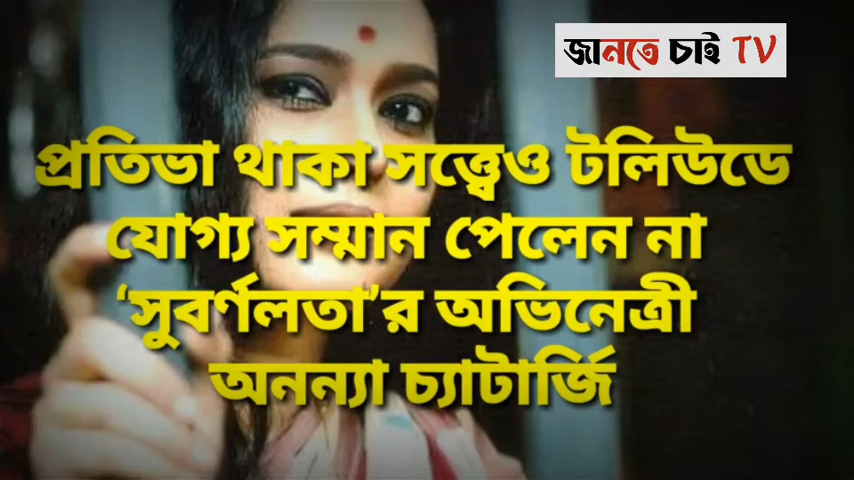 জানতে চাই TV
প্রতিভা থাকা সত্ত্বেও টলিউডে
যোগ্য সম্মান পেলেন না
‘সুবর্ণলতা’র অভিনেত্রী
অনন্যা চ্যাটার্জি